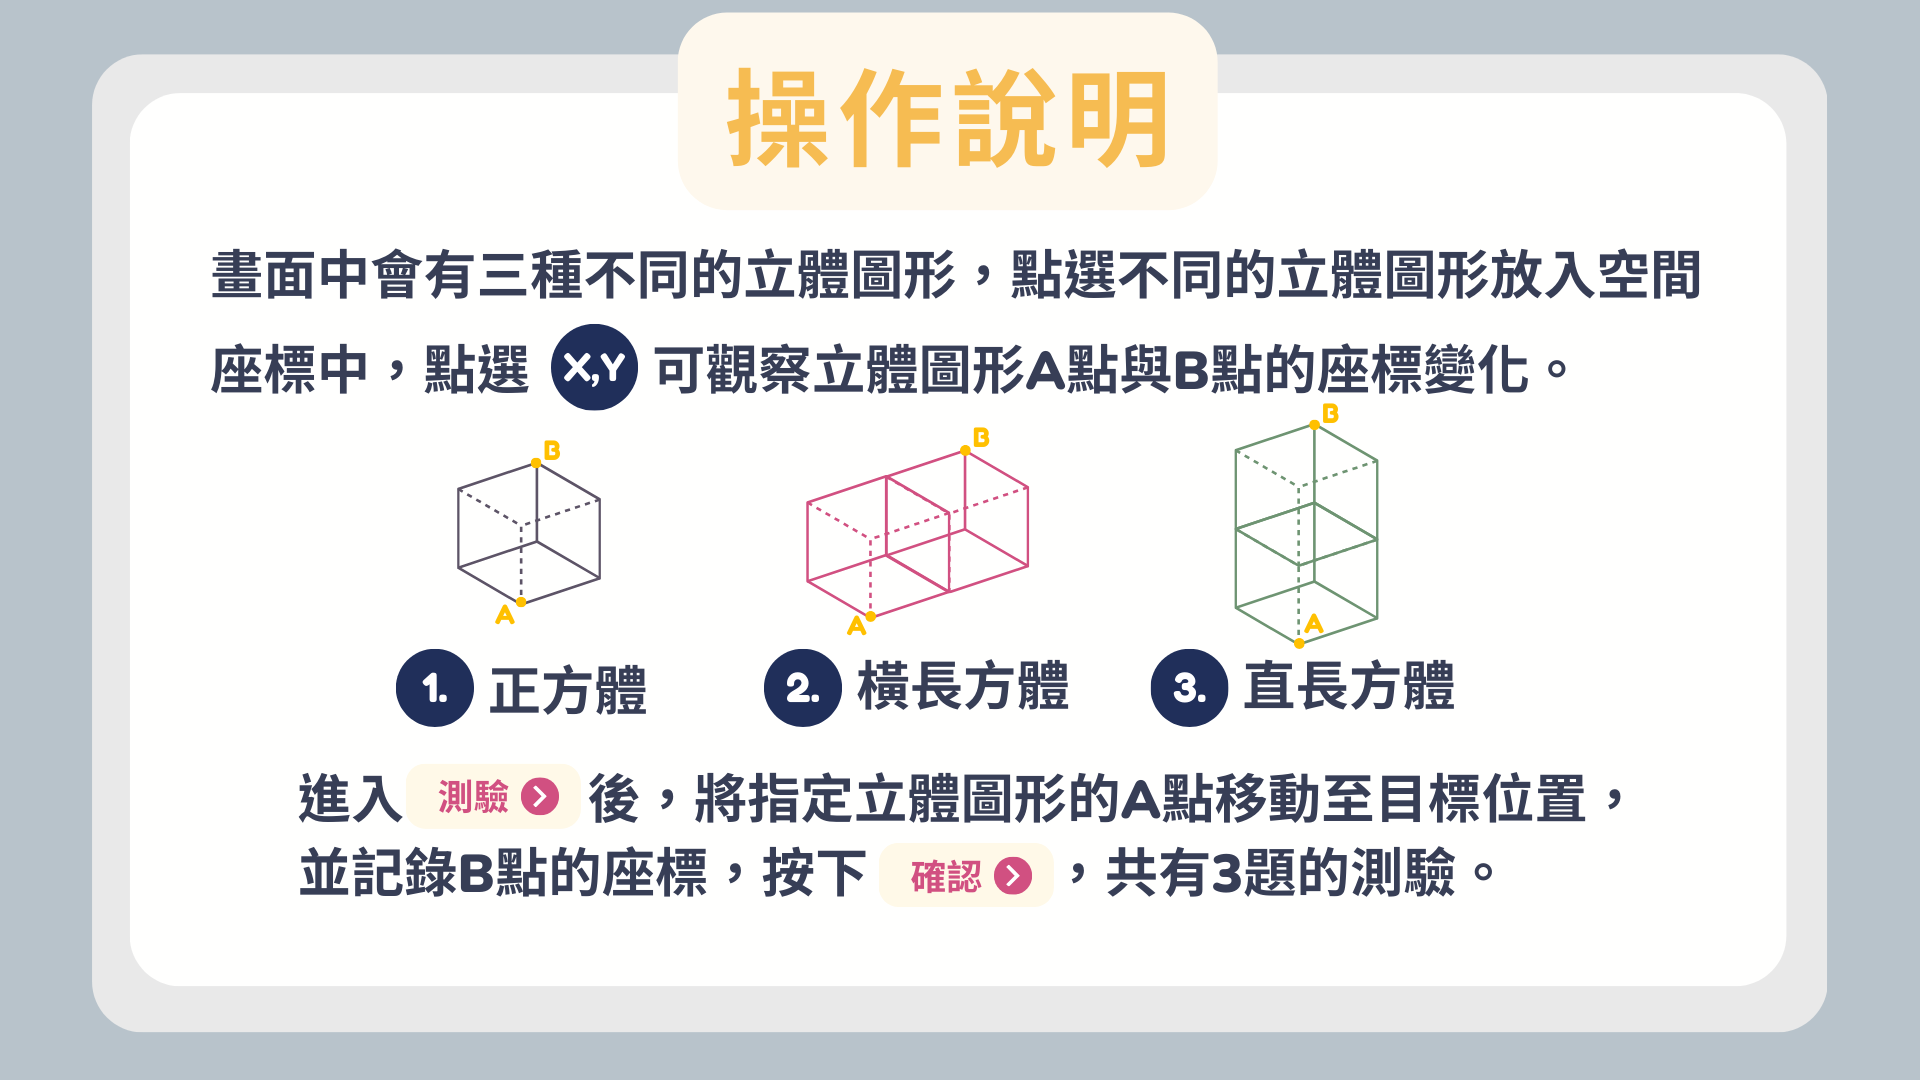 操作說明
畫面中會有三種不同的立體圖形，點選不同的立體圖形放入空間
座標中，點選 X,Y 可觀察立體圖形A點與B點的座標變化。
B
A
B
A
B
A
1. 正方體
2. 橫長方體
3. 直長方體
進入 測驗 後，將指定立體圖形的A點移動至目標位置，
並記錄B點的座標，按下 確認 ，共有3題的測驗。